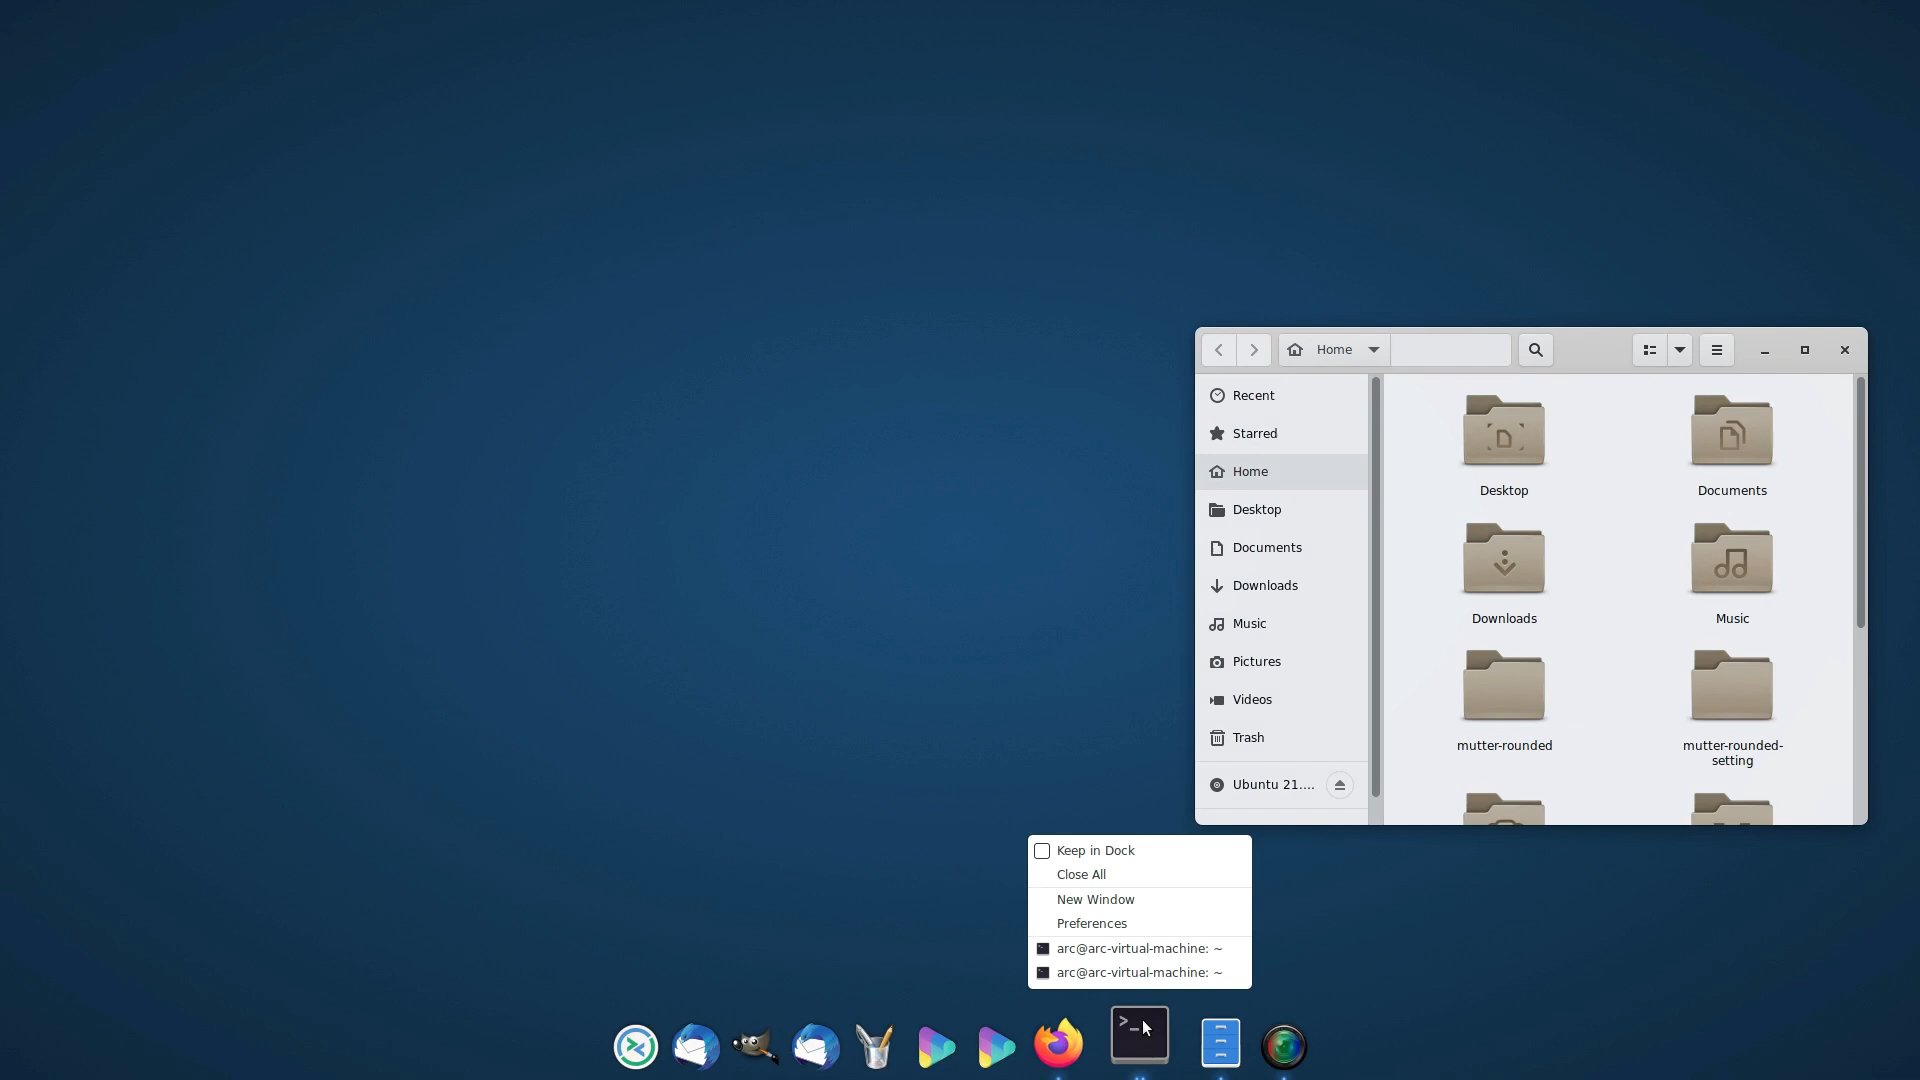 Home
Recent
Starred
Home
Desktop
Documents
Downloads
Music
Pictures
Videos
Trash
Ubuntu 21....
Desktop
Documents
Downloads
Music
mutter-rounded
mutter-rounded-
setting
Keep in Dock
Close All
New Window
Preferences
arc@arc-virtual-machine: ~
arc@arc-virtual-machine: ~
>_